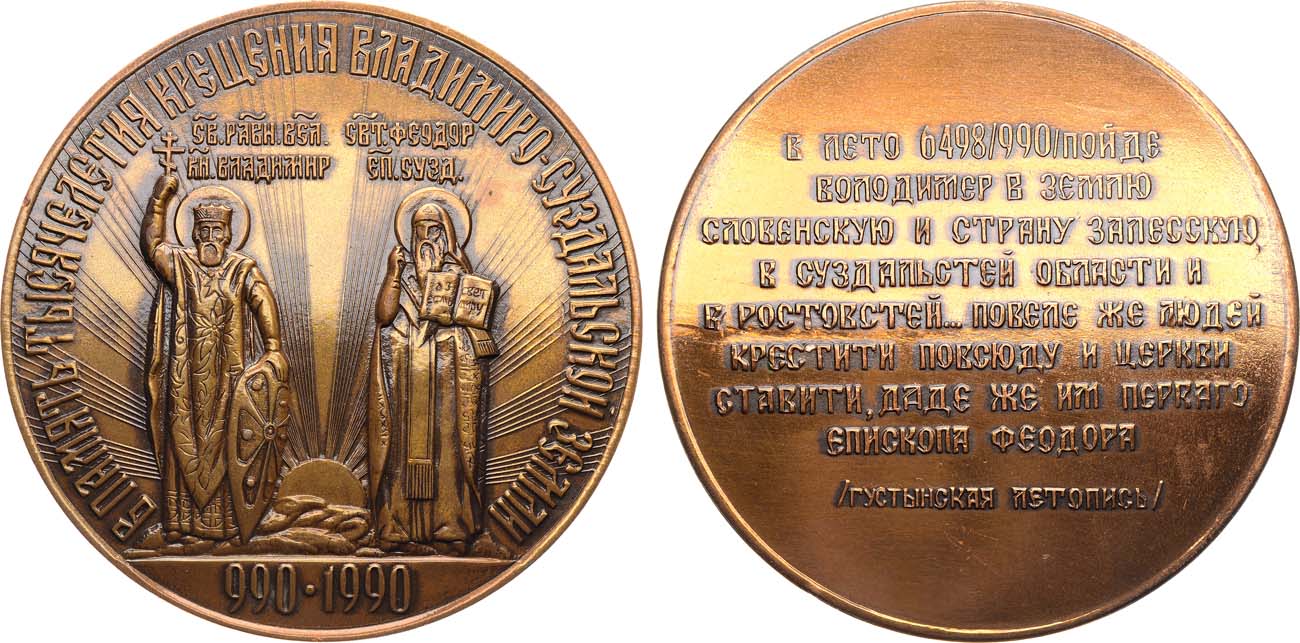 В ПАМЯТЬ ТЫСЯЧЕЛЕТИЯ КРЕЩЕНИЯ ВЛАДИМИРО-СУЗДАЛЬСКОЙ ЗЕМЛИ
СВ. РАВН. ВЕЛ.
КН. ВЛАДИМИР
СВТ. ФЕОДОР
ЕП. СУЗД.
990·1990
В ЛЕТО 6498/990/ПОЙДЕ
ВОЛОДИМЕР В ЗЕМЛЮ
СЛОВЕНСКУЮ И СТРАНУ ЗАЛЕССКУЮ,
В СУЗДАЛЬСТЕЙ ОБЛАСТИ И
В РОСТОВСТЕЙ... ПОВЕЛЕ ЖЕ ЛЮДЕЙ
КРЕСТИТИ ПОВСЮДУ И ЦЕРКВИ
СТАВИТИ, ДАДЕ ЖЕ ИМ ПЕРВАГО
ЕПИСКОПА ФЕОДОРА
/ГУСТЫНСКАЯ ЛЕТОПИСЬ/